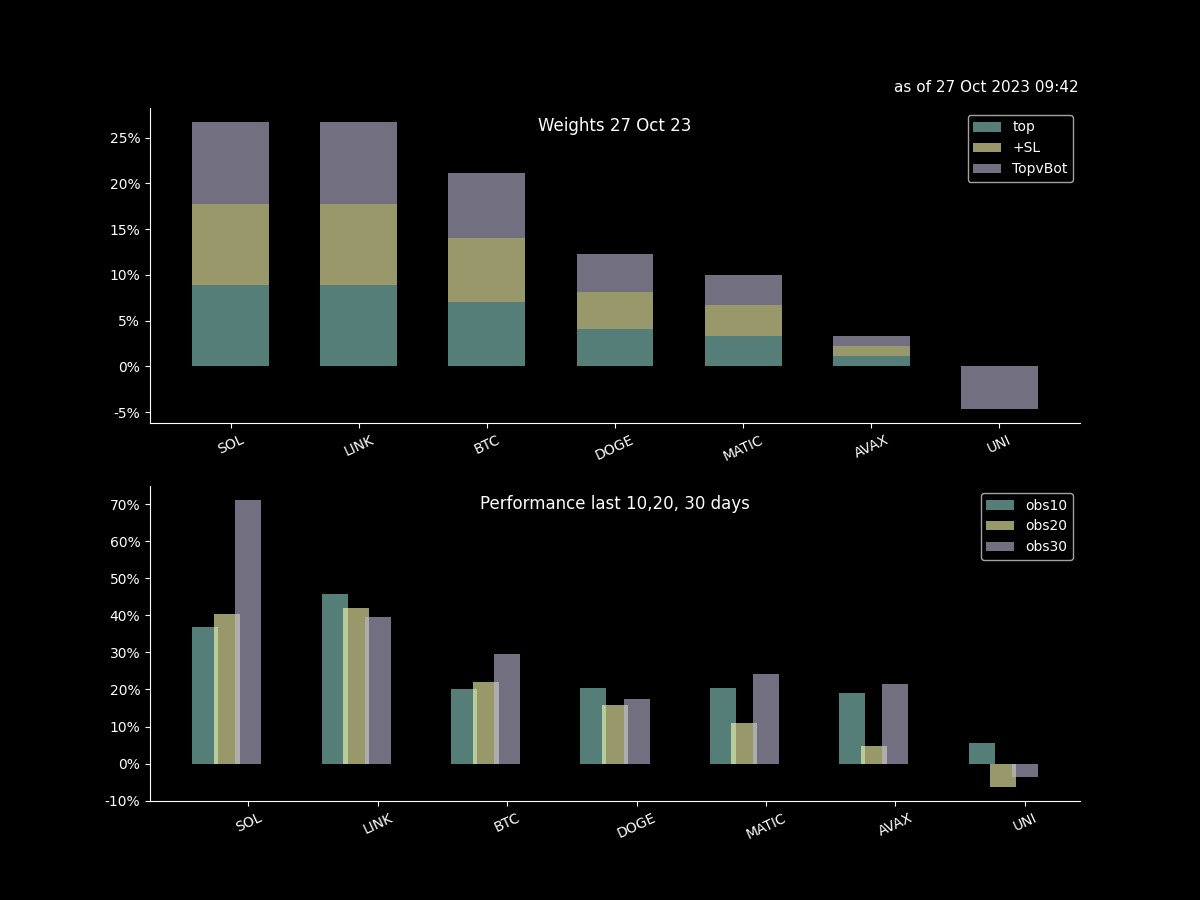 as of 27 Oct 2023 09:42
Weights 27 Oct 23
top
+SL
TopvBot
25%
20%
15%
10%
5%
0%
-5%
SOL LINK BTC DOGE MATIC AVAX UNI
Performance last 10,20, 30 days
obs10
obs20
obs30
70%
60%
50%
40%
30%
20%
10%
0%
-10%
SOL LINK BTC DOGE MATIC AVAX UNI